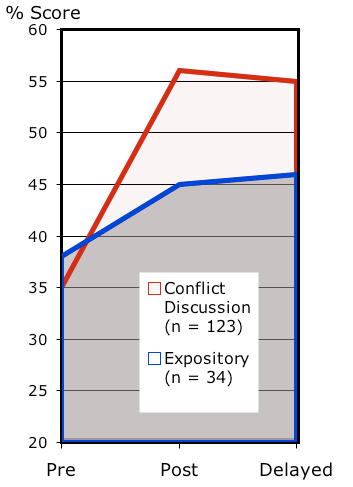 % Score
60
55
50
45
40
35
30
25
20
Conflict
Discussion
(n = 123)
Expository
(n = 34)
Pre Post Delayed